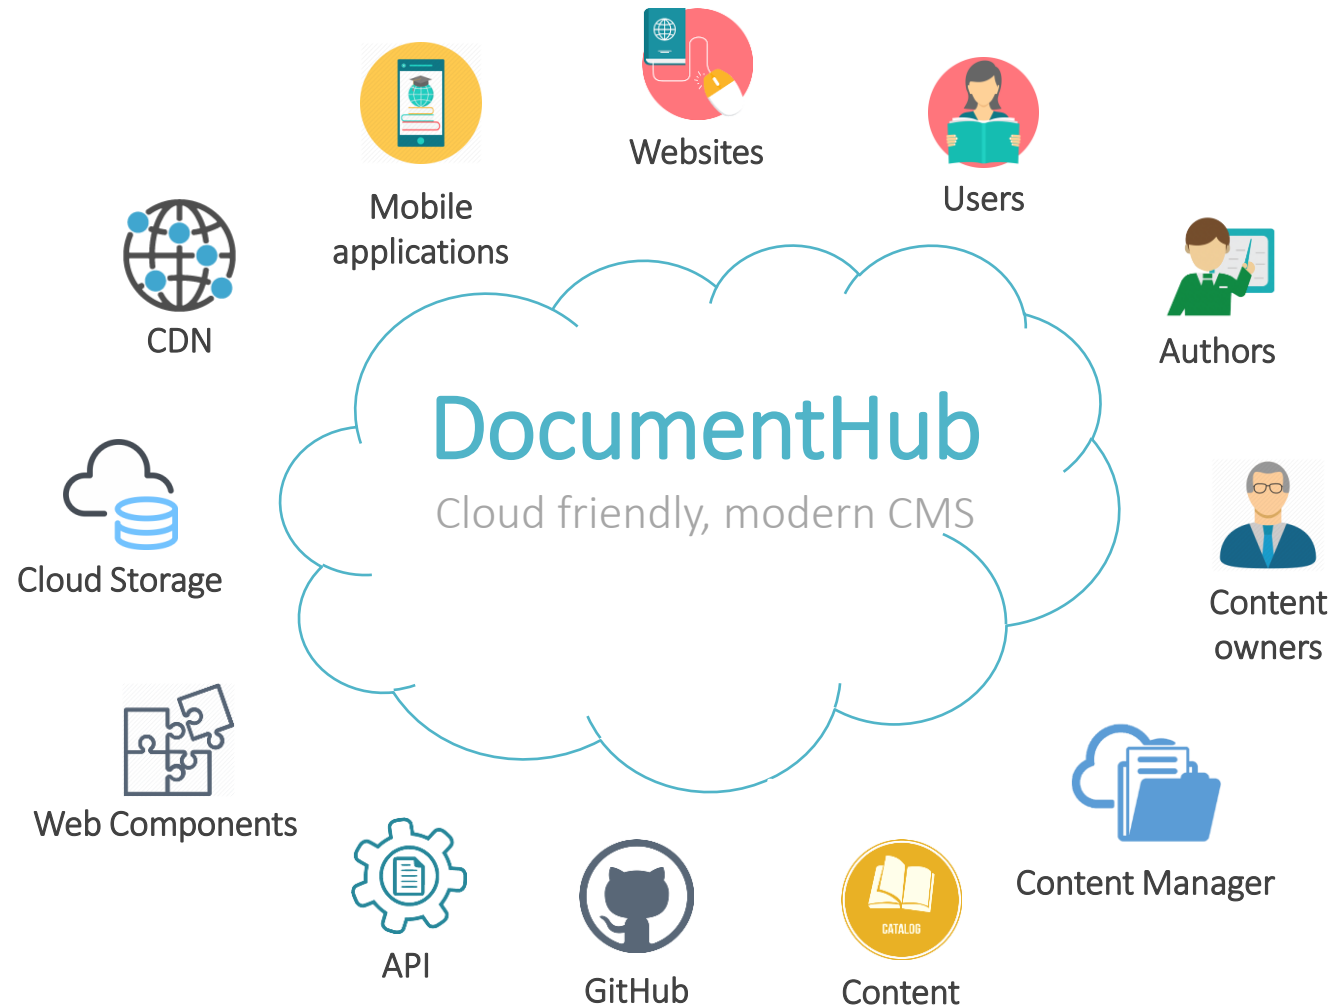 Websites
Users
Mobile
applications
CDN
Authors
DocumentHub
Cloud friendly, modern CMS
Cloud Storage
Content
owners
Web Components
Content Manager
API
GitHub
CATALOG
Content